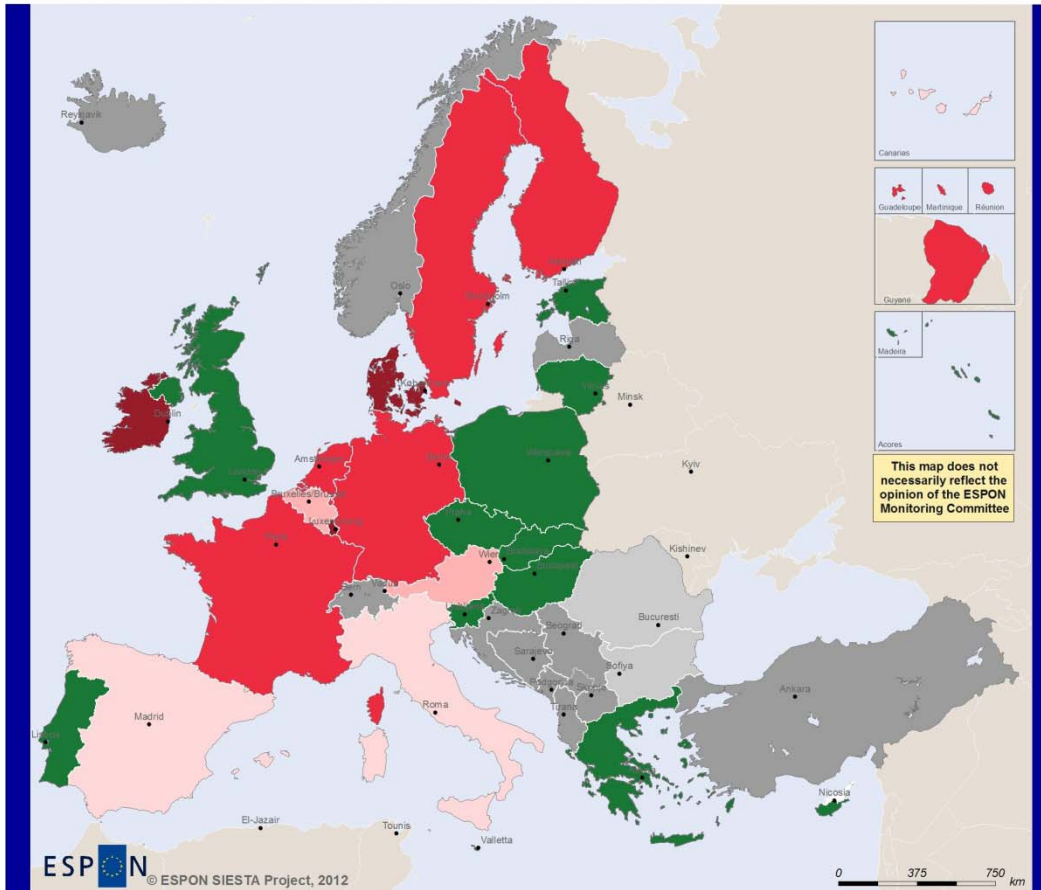 Reykjavik
Canarias
Guadeloupe
Martinique
Réunion
Guyane
Oslo
Helsinki
Tallinn
Stockholm
Riga
Madeira
Acores
København
Vilnius
Minsk
Dublin
London
Amsterdam
Berlin
Warszawa
Kyiv
This map does not
necessarily reflect the
opinion of the ESPON
Monitoring Committee
Bruxelles/Brussel
Luxembourg
Praha
Paris
Wien
Bratislava
Budapest
Kishinev
Bern
Vaduz
Zagreb
Beograd
Bucuresti
Sarajevo
Sofiya
Podgorica
Skopje
Tirana
Ankara
Madrid
Roma
Lisboa
Nicosia
El-Jazair
Tounis
Valletta
ESPON
© ESPON SIESTA Project, 2012
0 375 750
km